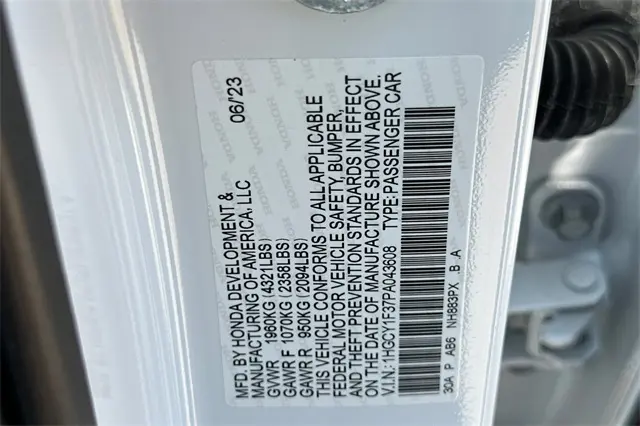 MFD. BY HONDA DEVELOPMENT & 06/'23
MANUFACTURING OF AMERICA, LLC
GVWR 1960KG (4321LBS)
GAWR F 1070KG (2358LBS)
GAWR R 950KG (2094LBS)
THIS VEHICLE CONFORMS TO ALL APPLICABLE
FEDERAL MOTOR VEHICLE SAFETY, BUMPER,
AND THEFT PREVENTION STANDARDS IN EFFECT
ON THE DATE OF MANUFACTURE SHOWN ABOVE.
V.I.N.: 1HGCY1F37PA043608 TYPE:PASSENGER CAR
30A P AB6 NH883PX .B A